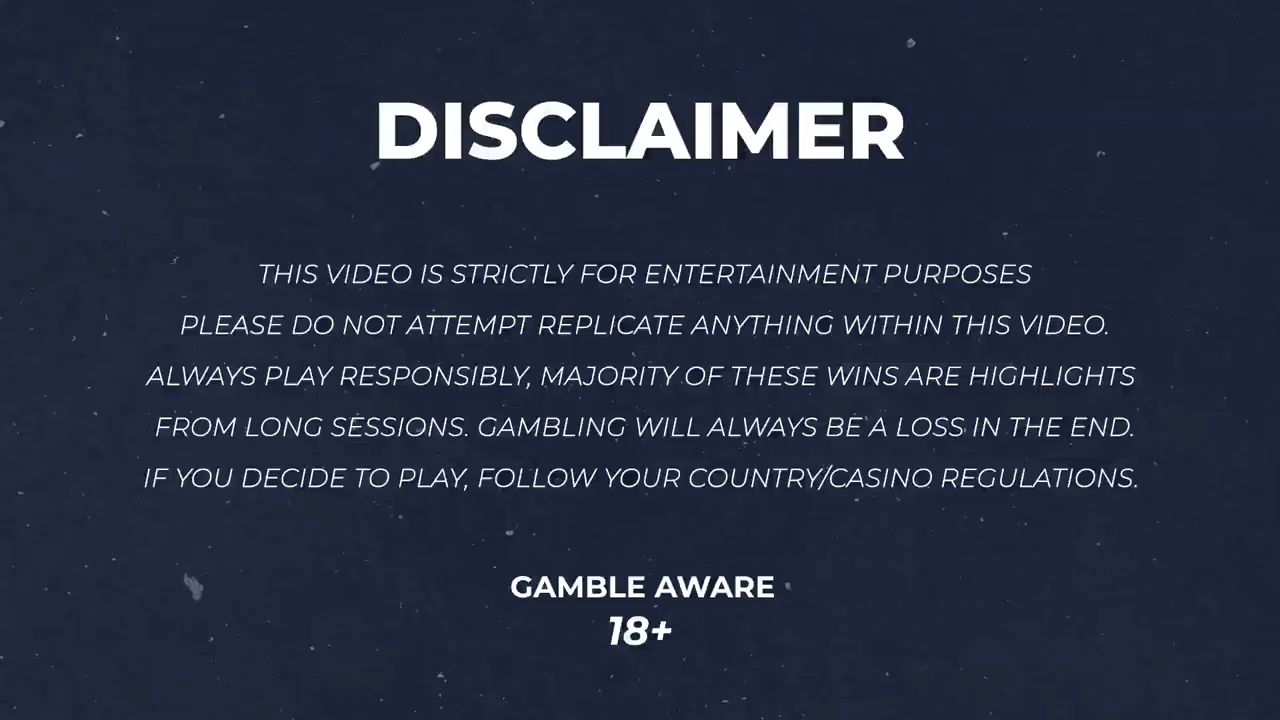 DISCLAIMER
THIS VIDEO IS STRICTLY FOR ENTERTAINMENT PURPOSES
PLEASE DO NOT ATTEMPT REPLICATE ANYTHING WITHIN THIS VIDEO.
ALWAYS PLAY RESPONSIBLY, MAJORITY OF THESE WINS ARE HIGHLIGHTS
FROM LONG SESSIONS. GAMBLING WILL ALWAYS BE A LOSS IN THE END.
IF YOU DECIDE TO PLAY, FOLLOW YOUR COUNTRY/CASINO REGULATIONS.
GAMBLE AWARE
18+